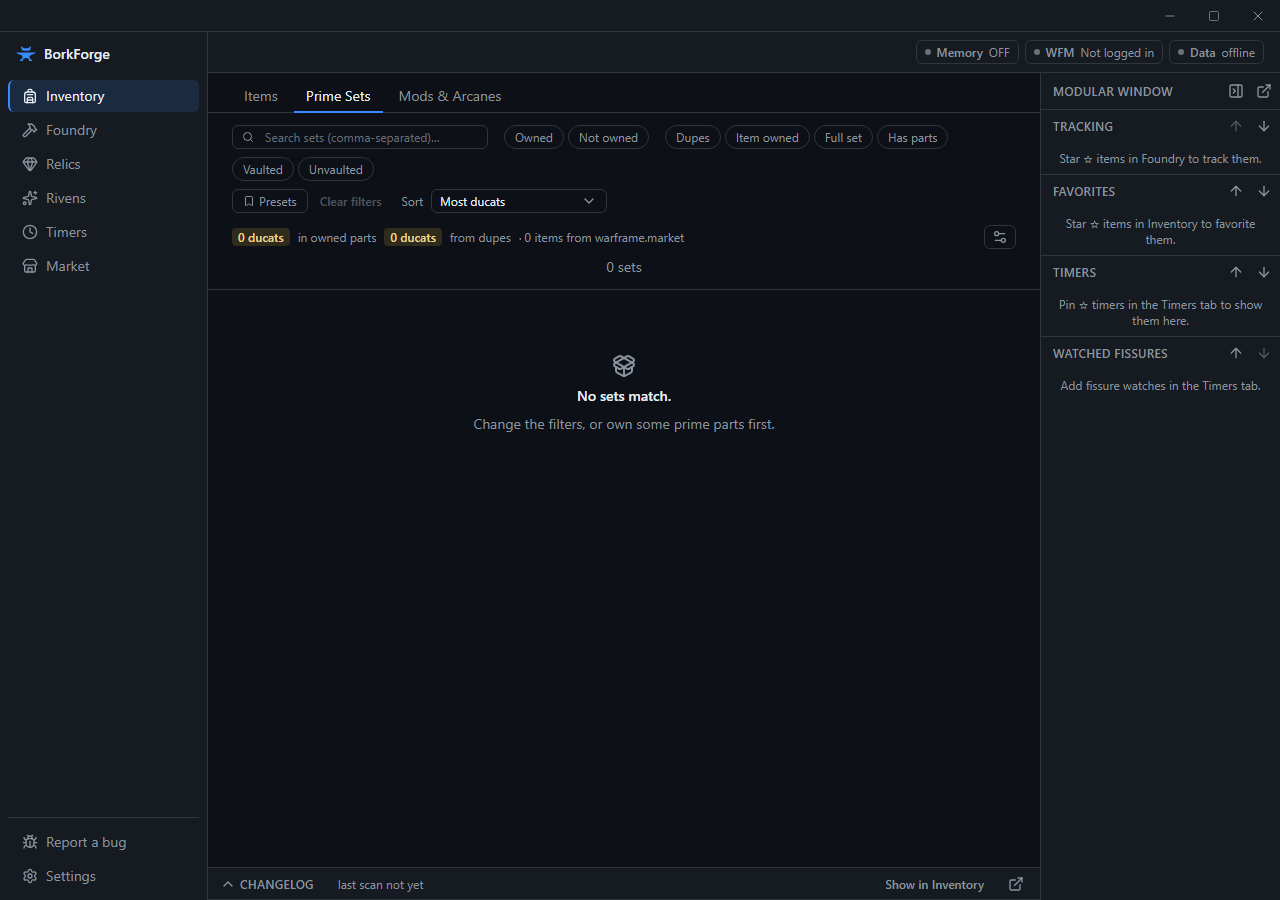 BorkForge
Memory OFF
WFM Not logged in
Data offline
Inventory
Foundry
Relics
Rivens
Timers
Market
Report a bug
Settings
Items
Prime Sets
Mods & Arcanes
Search sets (comma-separated)...
Owned
Not owned
Dupes
Item owned
Full set
Has parts
Vaulted
Unvaulted
Presets
Clear filters
Sort
Most ducats
0 ducats in owned parts 0 ducats from dupes · 0 items from warframe.market
0 sets
No sets match.
Change the filters, or own some prime parts first.
CHANGELOG
last scan not yet
Show in Inventory
MODULAR WINDOW
TRACKING
Star ☆ items in Foundry to track them.
FAVORITES
Star ☆ items in Inventory to favorite
them.
TIMERS
Pin ☆ timers in the Timers tab to show
them here.
WATCHED FISSURES
Add fissure watches in the Timers tab.